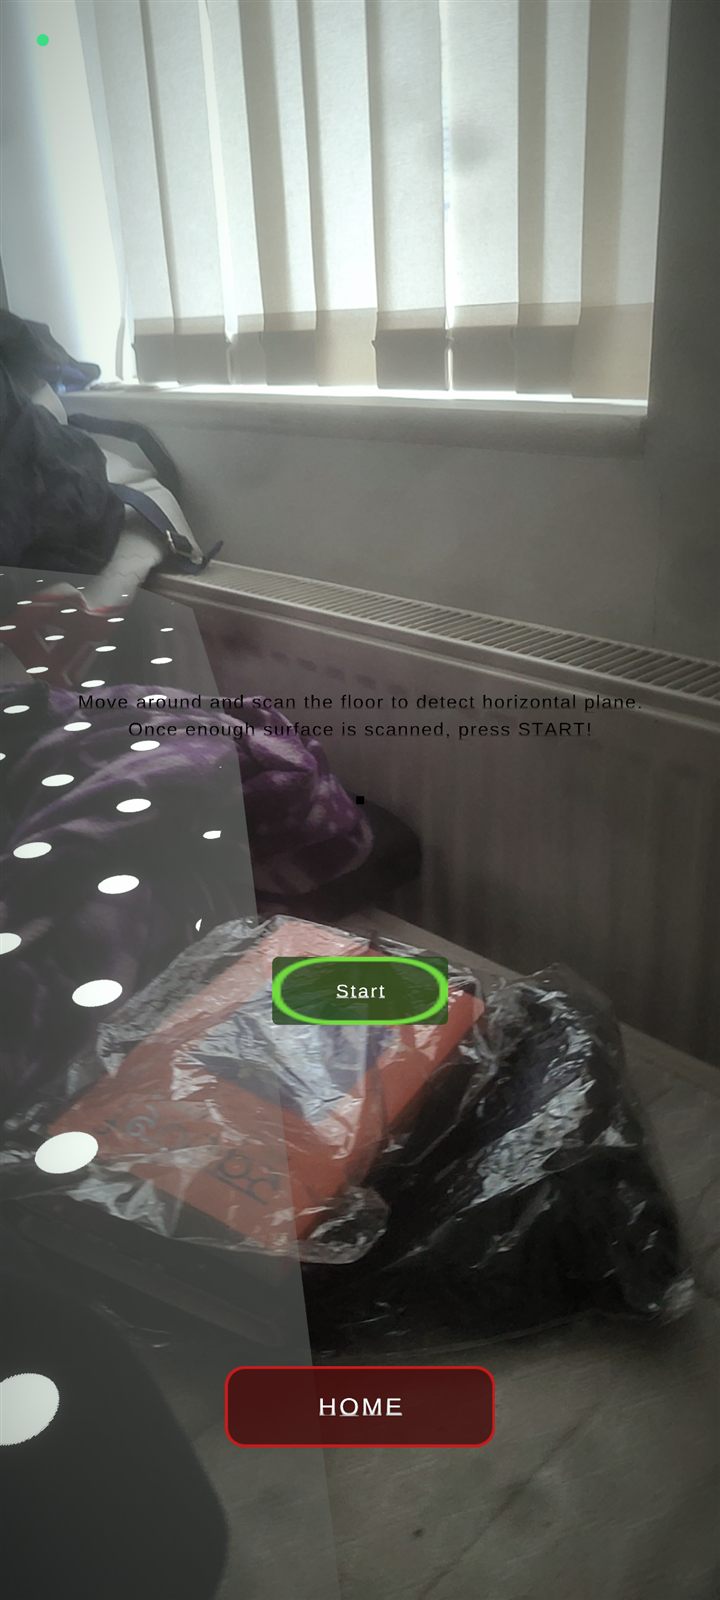 Move around and scan the floor to detect horizontal plane.
Once enough surface is scanned, press START!
Start
HOME